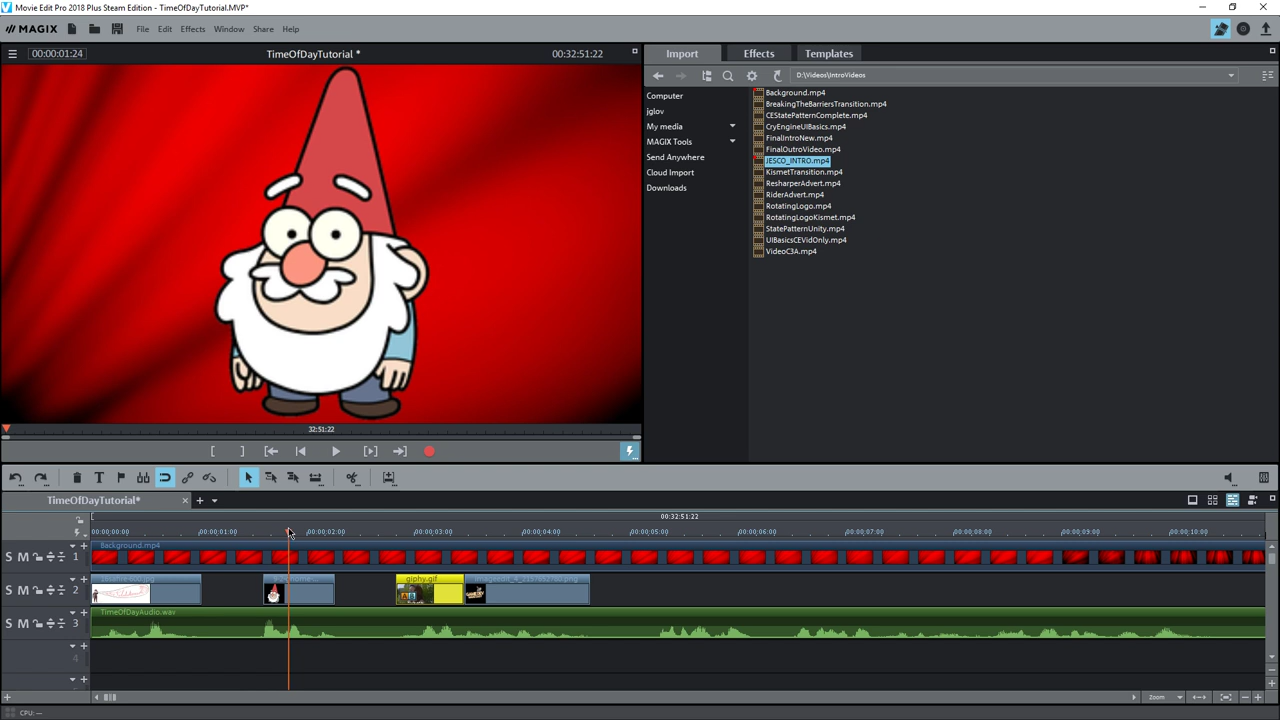 Movie Edit Pro 2018 Plus Steam Edition - TimeOfDayTutorial.MVP*
MAGIX
File Edit Effects Window Share Help
00:00:01:24
TimeOfDayTutorial *
00:32:51:22
Import Effects Templates
D:\Videos\IntroVideos
Computer
jglov
My media
MAGIX Tools
Send Anywhere
Cloud Import
Downloads
Background.mp4
BreakingTheBarriersTransition.mp4
CEStatePatternComplete.mp4
CryEngineUIBasics.mp4
FinalIntroNew.mp4
FinalOutroVideo.mp4
JESCO_INTRO.mp4
KismetTransition.mp4
ResharperAdvert.mp4
RiderAdvert.mp4
RotatingLogo.mp4
RotatingLogoKismet.mp4
StatePatternUnity.mp4
UIBasicsCEVidOnly.mp4
VideoC3A.mp4
32:51:22
TimeOfDayTutorial*
00:32:51:22
00:00:00:00 00:00:01:00 00:00:02:00 00:00:03:00 00:00:04:00 00:00:05:00 00:00:06:00 00:00:07:00 00:00:08:00 00:00:09:00 00:00:10:00
S M 1
Background.mp4
S M 2
giphy.gif
S M 3
TimeOfDayAudio.wav
4
Zoom
CPU: —